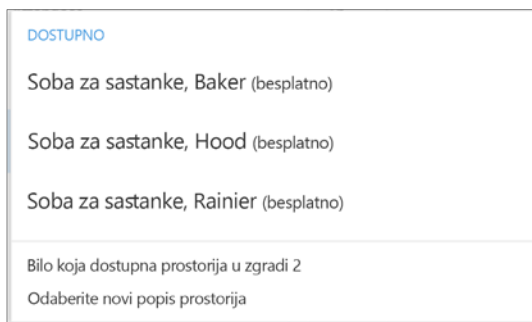 DOSTUPNO
Soba za sastanke, Baker (besplatno)
Soba za sastanke, Hood (besplatno)
Soba za sastanke, Rainier (besplatno)
Bilo koja dostupna prostorija u zgradi 2
Odaberite novi popis prostorija